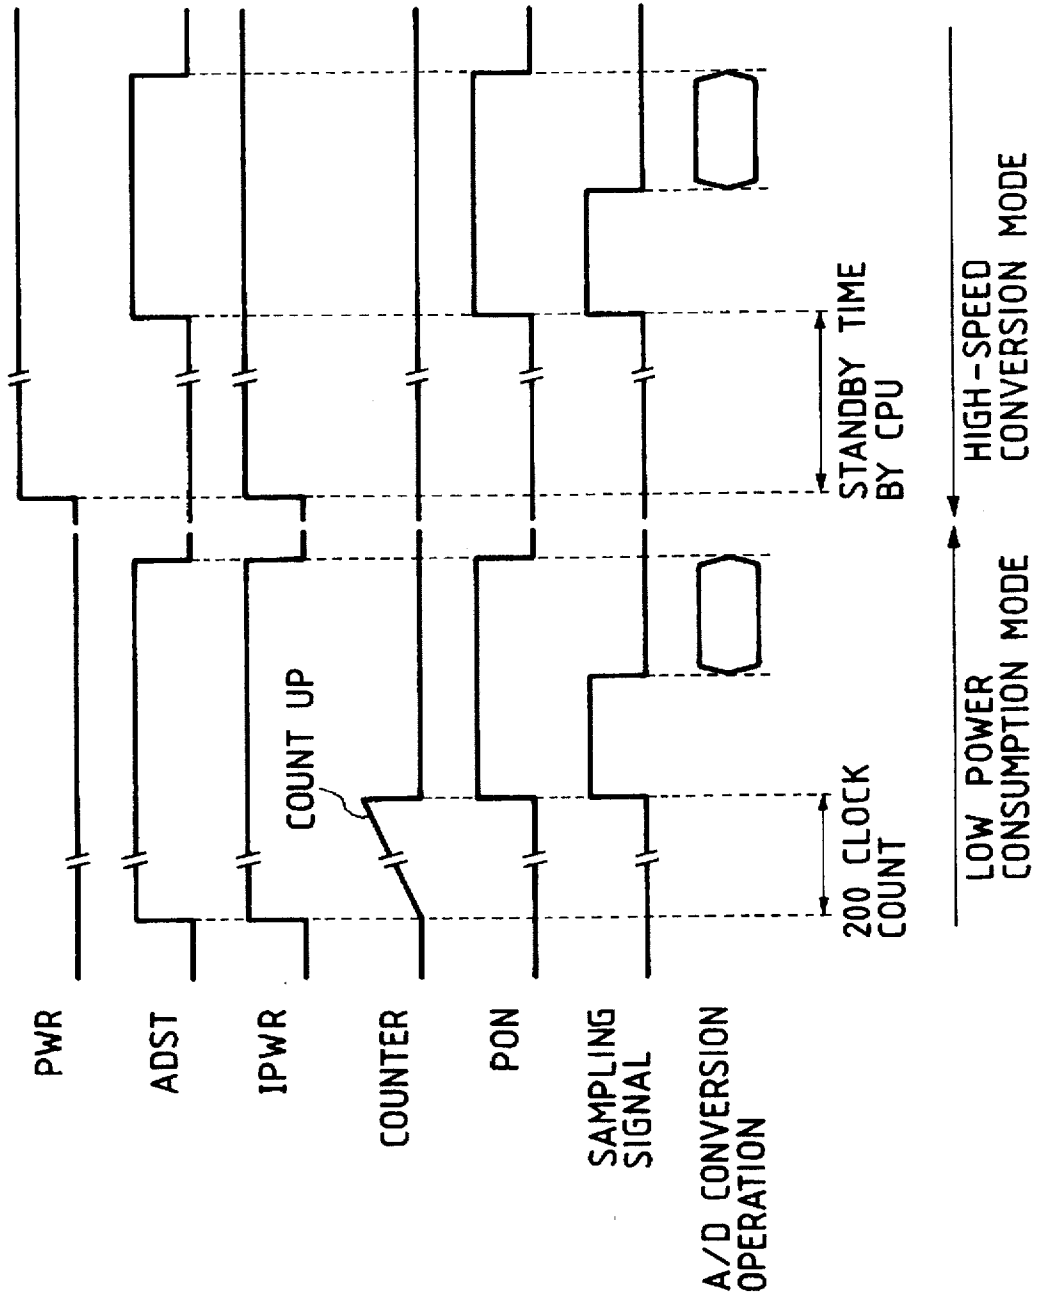 PWR
ADST
IPWR
COUNTER
PON
SAMPLING
SIGNAL
A/D CONVERSION
OPERATION
COUNT UP
200 CLOCK
COUNT
STANDBY TIME
BY CPU
LOW POWER
CONSUMPTION MODE
HIGH-SPEED
CONVERSION MODE